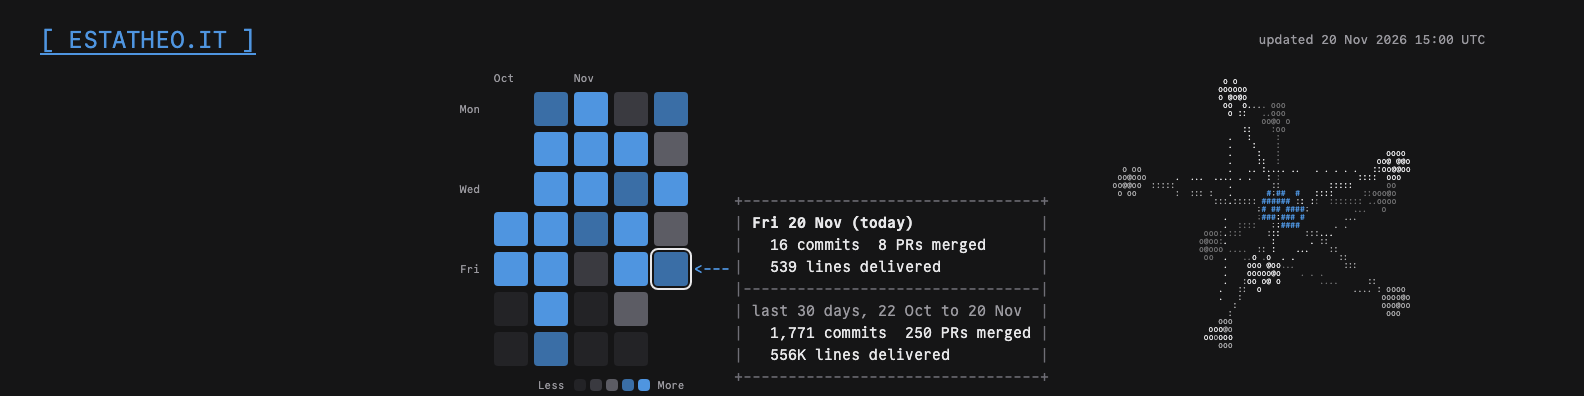 [ ESTATHEO.IT ]
updated 20 Nov 2026 15:00 UTC
Oct Nov
Mon
Wed
Fri
Less More
Fri 20 Nov (today)
16 commits 8 PRs merged
539 lines delivered
last 30 days, 22 Oct to 20 Nov
1,771 commits 250 PRs merged
556K lines delivered